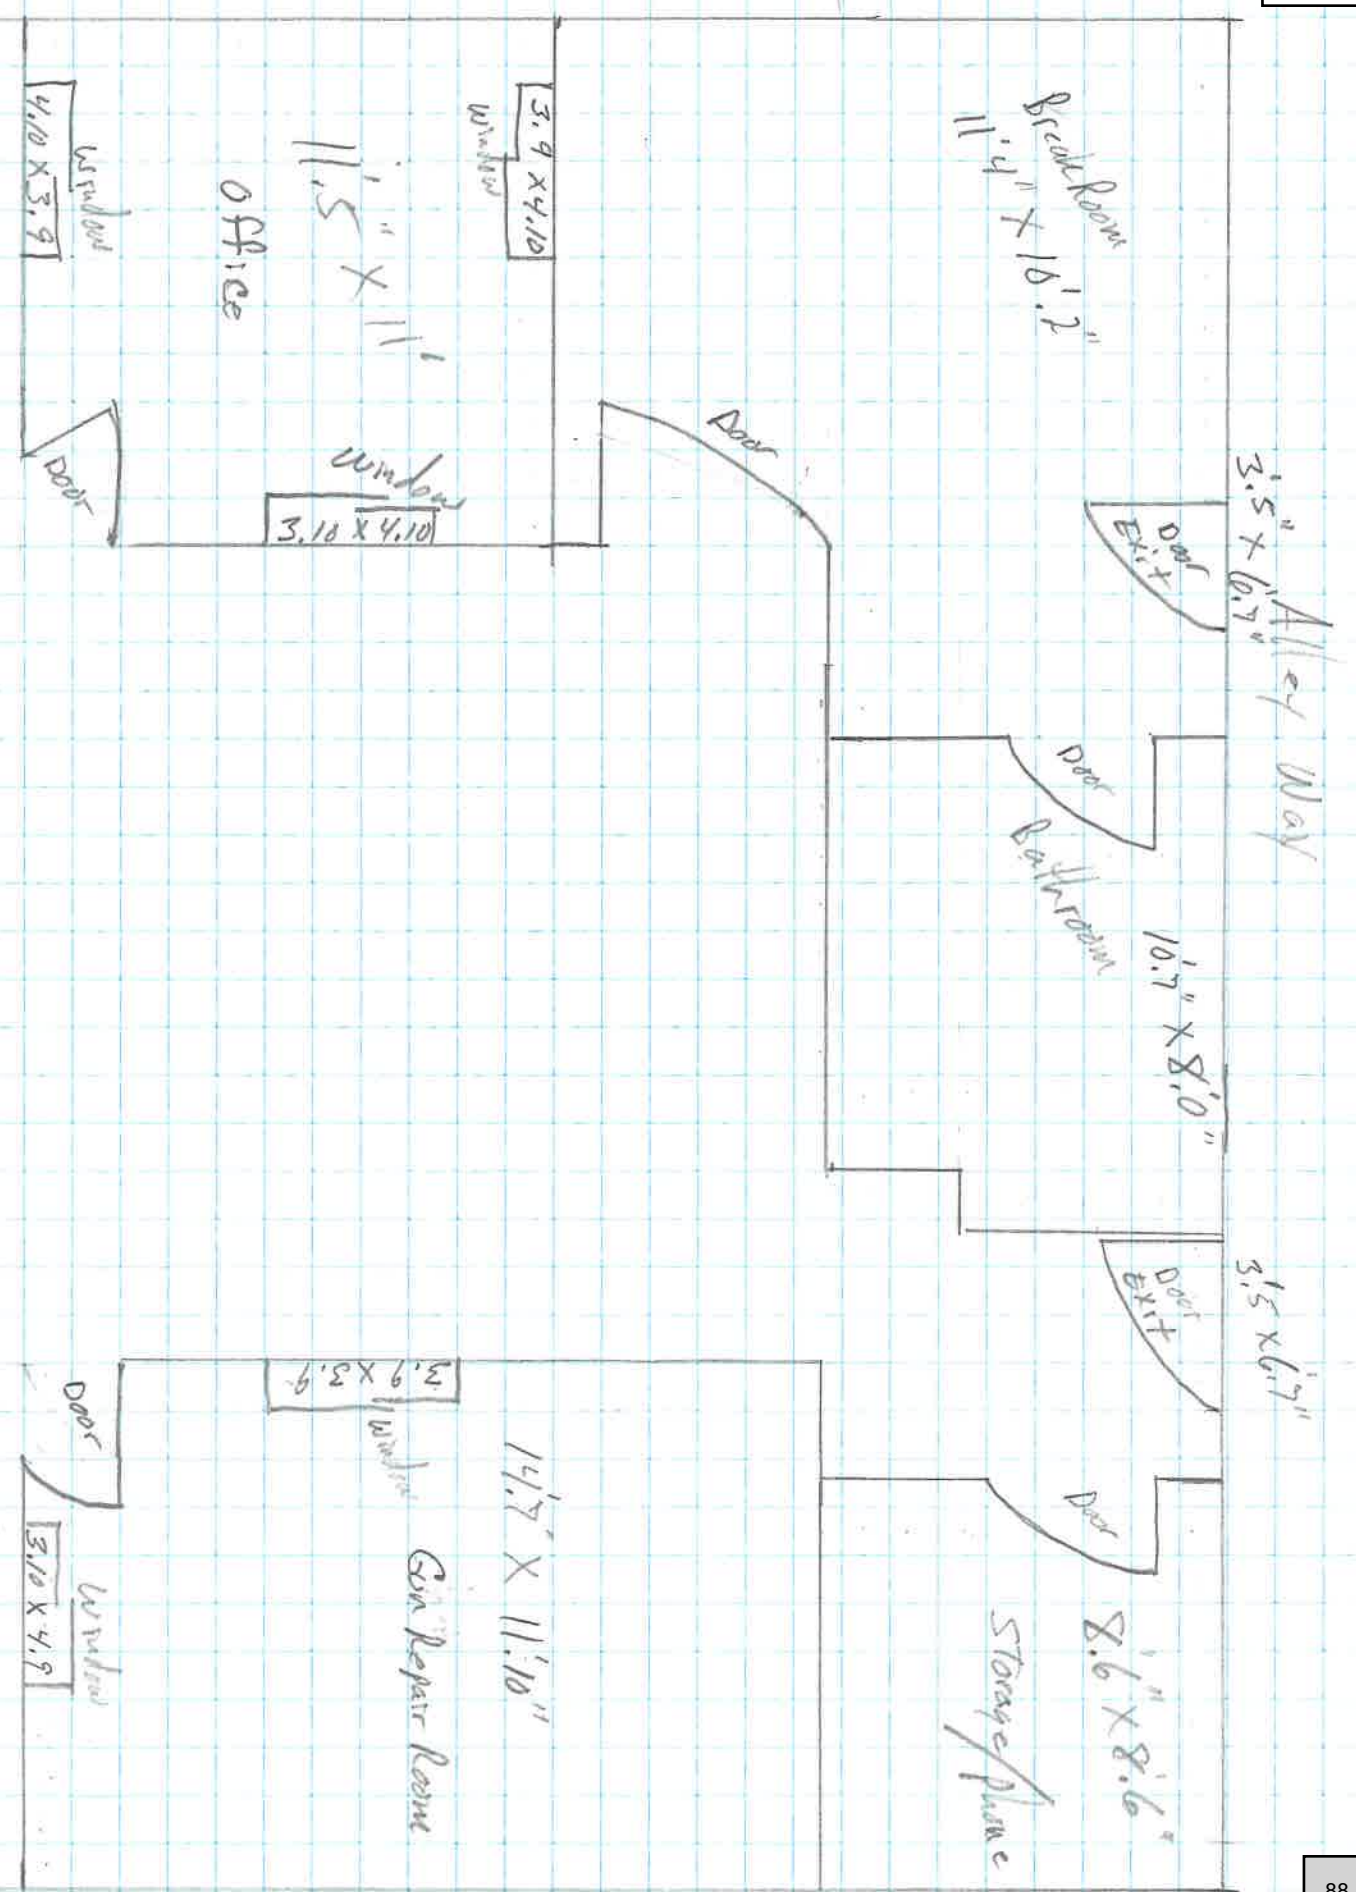 Break Room
11'4" X 10'.2"
3.9 X 4.10
Window
11'.5" X 11'
Office
Window
4.10 X 3.9
Door
Window
3.10 X 4.10
Door
3'.5" X 6'.7"
Door
Exit
Alley Way
Door
Bathroom
10'.7" X 8'.0"
3'.5 X 6'.7"
Door
Exit
Door
8'.6" X 8'.6"
Storage/Phone
3.9 X 3.9
Window
14'.7" X 11'.10"
Gun Repair Room
Door
Window
3.10 X 4.9
88